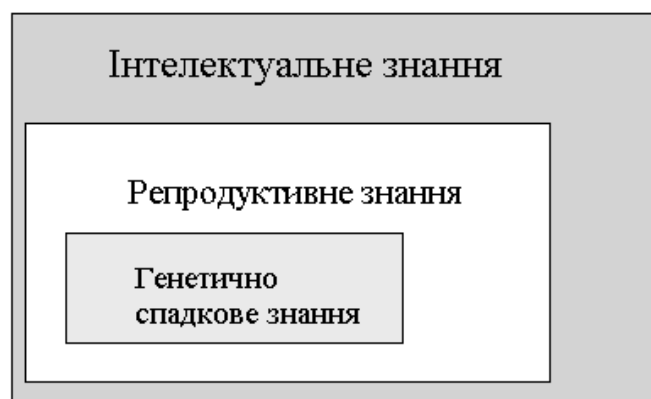 Інтелектуальне знання
Репродуктивне знання
Генетично
спадкове знання